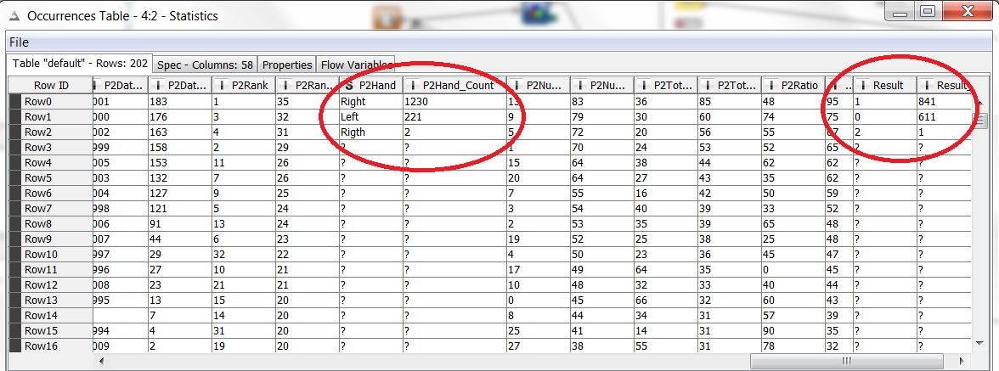 Occurrences Table - 4:2 - Statistics
File
Table "default" - Rows: 202 Spec - Columns: 58 Properties Flow Variables
Row ID P2Dat... P2Dat... P2Rank P2Ran... S P2Hand P2Hand_Count P2Nu... P2Nu... P2Tot... P2Tot... P2Ratio ... Result Result_
Row0 001 183 1 35 Right 1230 13 83 36 85 48 95 1 841
Row1 000 176 3 32 Left 221 9 79 30 60 74 75 0 611
Row2 002 163 4 31 Rigth 2 5 72 20 56 55 67 2 1
Row3 999 158 2 29 ? ? 1 70 24 53 52 65 ? ?
Row4 005 153 11 26 ? ? 15 64 38 44 62 62 ? ?
Row5 003 132 7 26 ? ? 20 64 27 43 35 62 ? ?
Row6 004 127 9 25 ? ? 7 55 16 42 50 59 ? ?
Row7 998 121 5 24 ? ? 3 54 40 39 33 52 ? ?
Row8 006 91 13 24 ? ? 2 53 35 39 65 48 ? ?
Row9 007 44 6 23 ? ? 19 52 25 38 25 48 ? ?
Row10 997 29 32 22 ? ? 4 50 23 36 45 47 ? ?
Row11 996 27 10 21 ? ? 17 49 64 35 0 45 ? ?
Row12 008 23 21 21 ? ? 10 48 32 33 40 44 ? ?
Row13 995 13 15 20 ? ? 0 45 66 32 60 43 ? ?
Row14 7 14 20 ? ? 8 44 34 31 57 39 ? ?
Row15 994 4 31 20 ? ? 25 41 14 31 90 35 ? ?
Row16 009 2 19 20 ? ? 27 38 55 31 78 32 ? ?